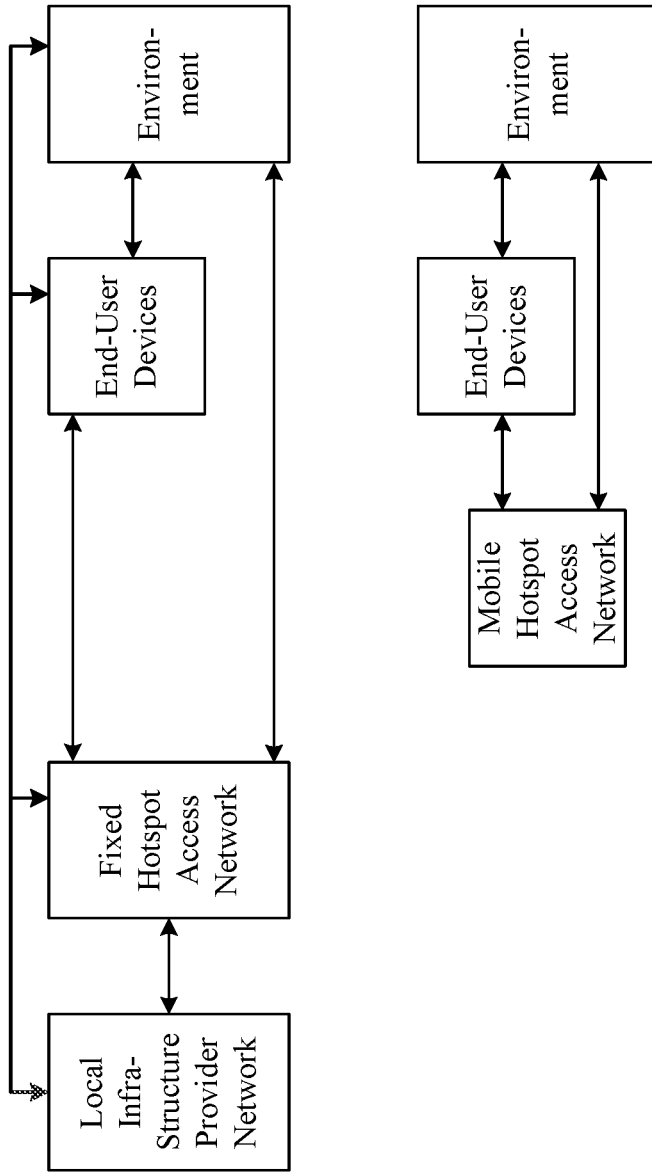 Local
Infra-
Structure
Provider
Network
Fixed
Hotspot
Access
Network
End-User
Devices
Environ-
ment
Mobile
Hotspot
Access
Network
End-User
Devices
Environ-
ment